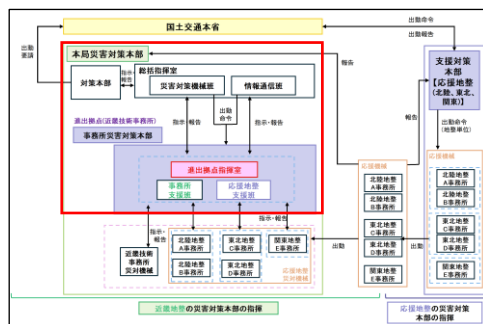 国土交通本省
出動命令
出動報告
出動
要請
本局災害対策本部
総括指揮室
対策本部
指示・
報告
災害対策機械班
情報通信班
報告
支援対策
本部
【応援地整
(北陸、東北、
関東)】
進出拠点(近畿技術事務所)
事務所災害対策本部
指示・報告
出動
命令
指示・報告
報告
出動命令
(地整単位)
進出拠点指揮室
事務所
支援班
応援地整
支援班
応援機械
北陸地整
A事務所
北陸地整
B事務所
東北地整
C事務所
東北地整
D事務所
関東地整
E事務所
応援機械
北陸地整
A事務所
北陸地整
B事務所
東北地整
C事務所
東北地整
D事務所
関東地整
E事務所
指示・報告
指示・
報告
近畿技術
事務所
災対機械
北陸地整
A事務所
北陸地整
B事務所
東北地整
C事務所
東北地整
D事務所
関東地整
E事務所
応援地整
災対機械
出動
出動
近畿地整の災害対策本部の指揮
応援地整の災害対策
本部の指揮